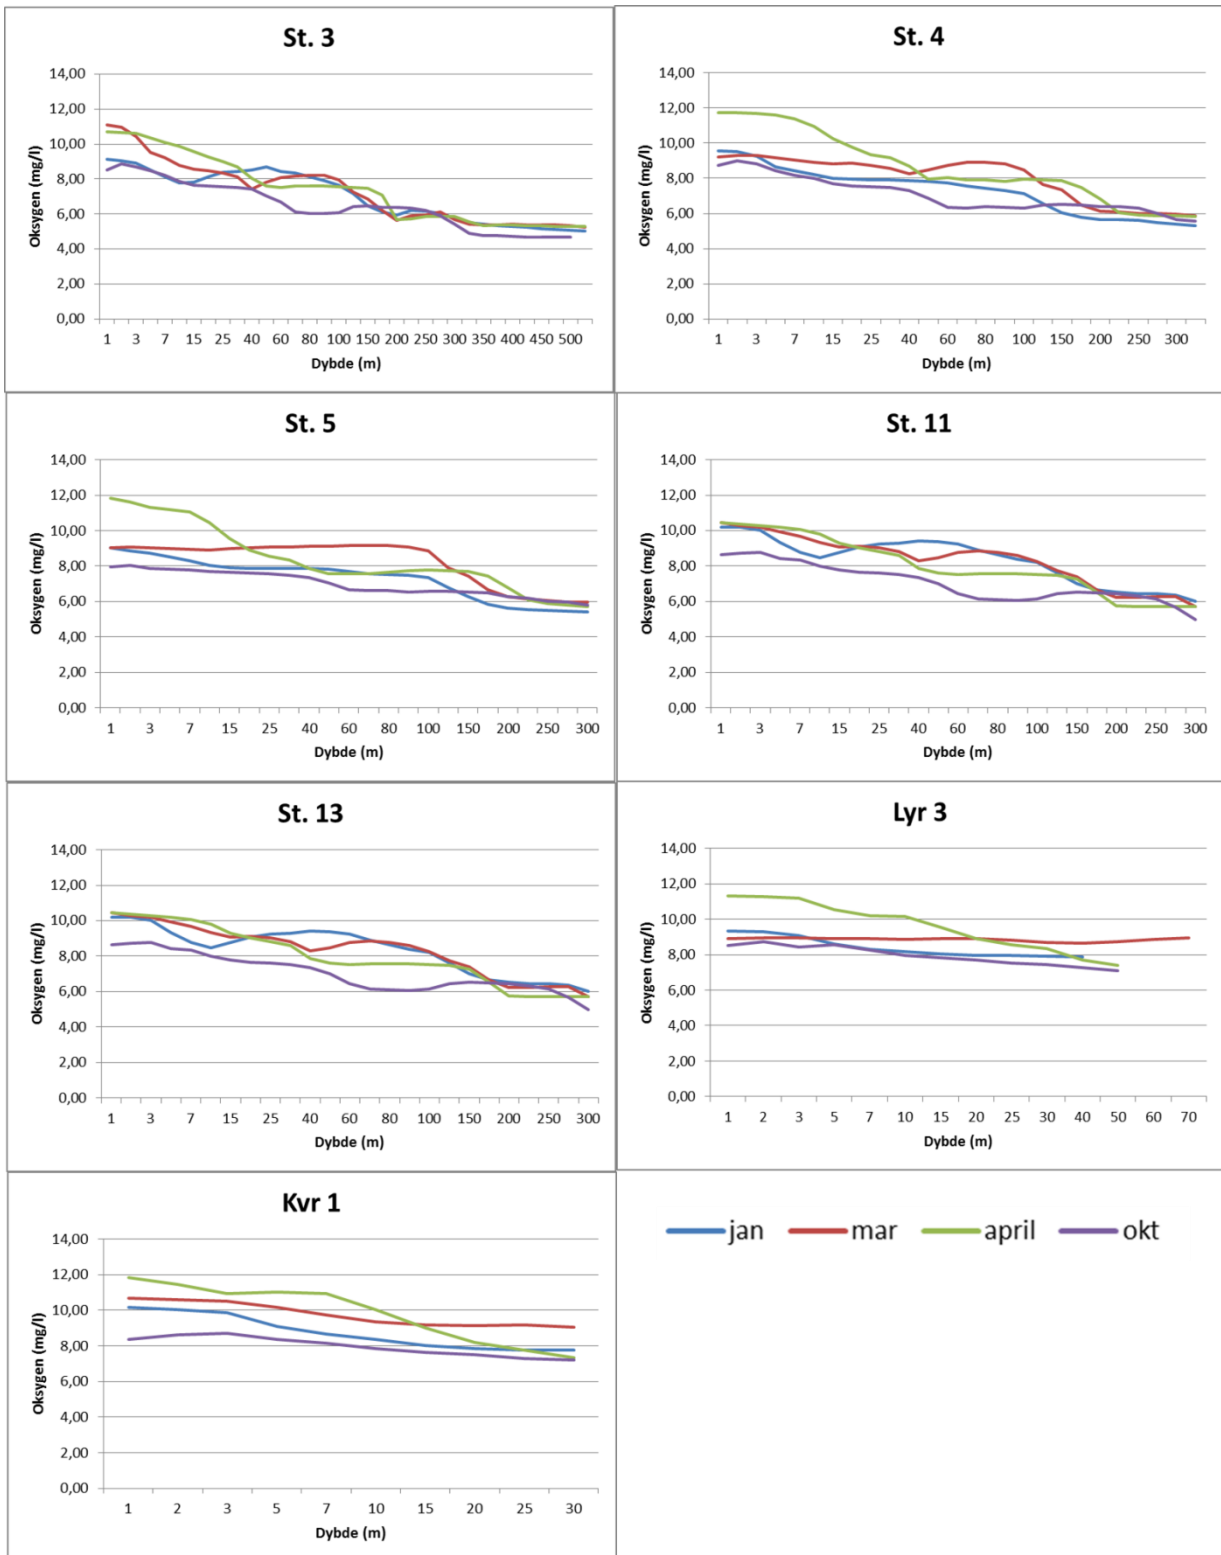 St. 3
Oksygen (mg/l)
14,00
12,00
10,00
8,00
6,00
4,00
2,00
0,00
1 3 7 15 25 40 60 80 100 150 200 250 300 350 400 450 500
Dybde (m)
St. 4
Oksygen (mg/l)
14,00
12,00
10,00
8,00
6,00
4,00
2,00
0,00
1 3 7 15 25 40 60 80 100 150 200 250 300
Dybde (m)
St. 5
Oksygen (mg/l)
14,00
12,00
10,00
8,00
6,00
4,00
2,00
0,00
1 3 7 15 25 40 60 80 100 150 200 250 300
Dybde (m)
St. 11
Oksygen (mg/l)
14,00
12,00
10,00
8,00
6,00
4,00
2,00
0,00
1 3 7 15 25 40 60 80 100 150 200 250 300
Dybde (m)
St. 13
Oksygen (mg/l)
14,00
12,00
10,00
8,00
6,00
4,00
2,00
0,00
1 3 7 15 25 40 60 80 100 150 200 250 300
Dybde (m)
Lyr 3
Oksygen (mg/l)
14,00
12,00
10,00
8,00
6,00
4,00
2,00
0,00
1 2 3 5 7 10 15 20 25 30 40 50 60 70
Dybde (m)
Kvr 1
Oksygen (mg/l)
14,00
12,00
10,00
8,00
6,00
4,00
2,00
0,00
1 2 3 5 7 10 15 20 25 30
Dybde (m)
jan mar april okt